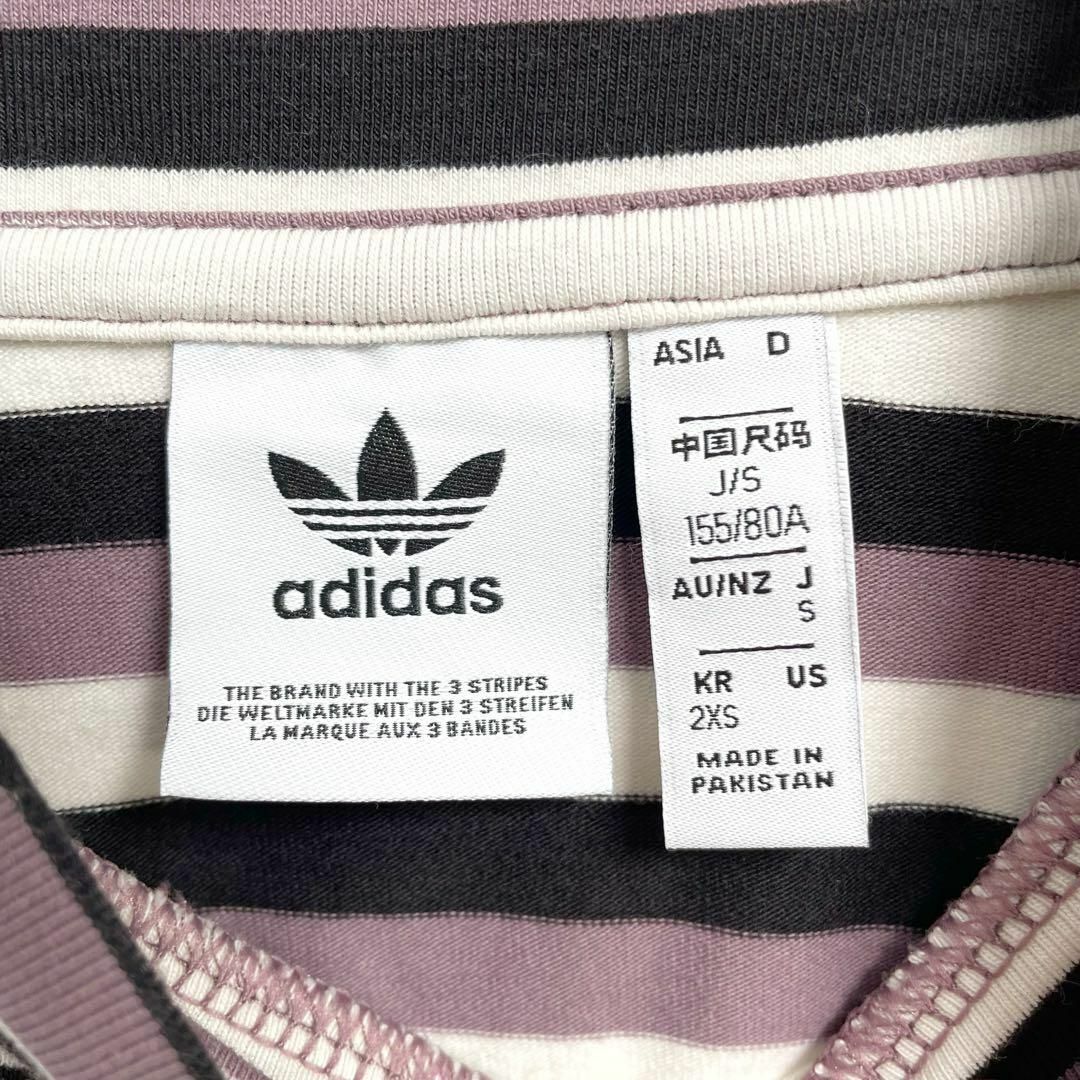 adidas
THE BRAND WITH THE 3 STRIPES
DIE WELTMARKE MIT DEN 3 STREIFEN
LA MARQUE AUX 3 BANDES
ASIA D
中国尺码
J/S
155/80A
AU/NZ J
S
KR US
2XS
MADE IN
PAKISTAN